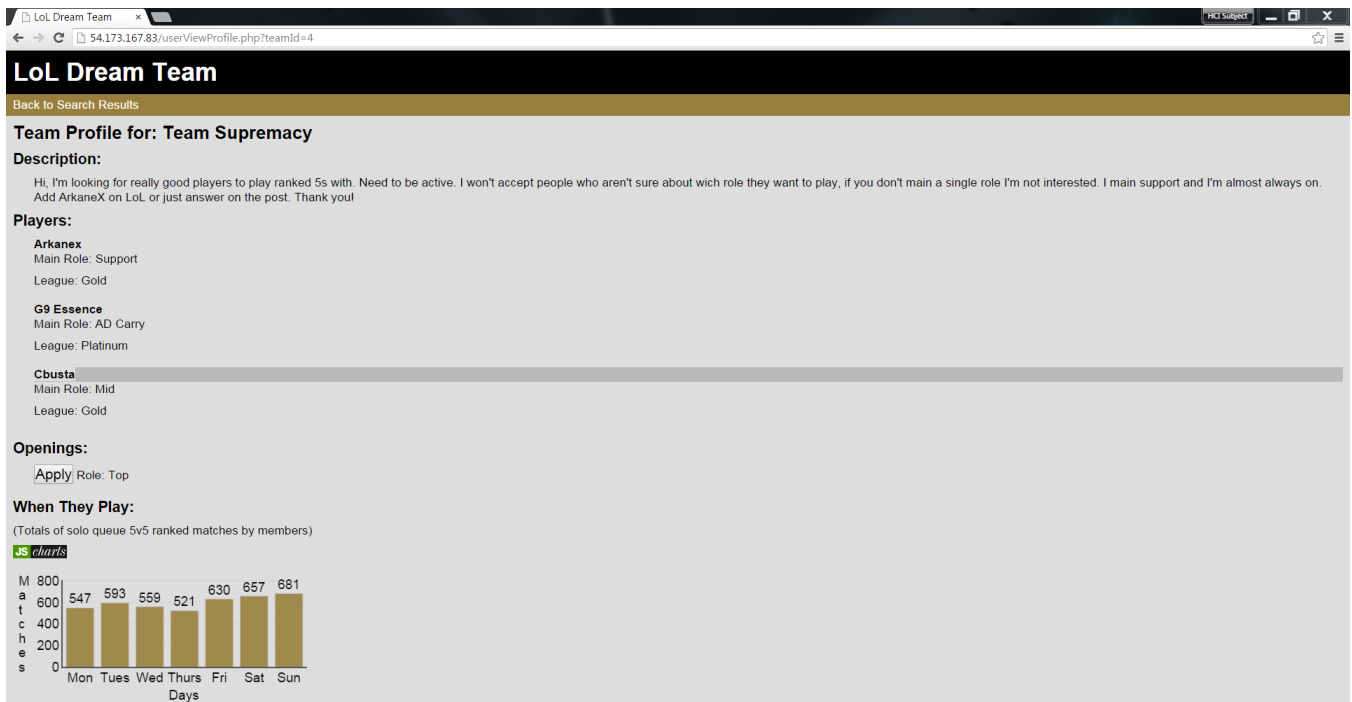 LoL Dream Team
HCI Subject
54.173.167.83/userViewProfile.php?teamId=4
LoL Dream Team
Back to Search Results
Team Profile for: Team Supremacy
Description:
Hi, I'm looking for really good players to play ranked 5s with. Need to be active. I won't accept people who aren't sure about wich role they want to play, if you don't main a single role I'm not interested. I main support and I'm almost always on.
Add ArkaneX on LoL or just answer on the post. Thank you!
Players:
Arkanex
Main Role: Support
League: Gold
G9 Essence
Main Role: AD Carry
League: Platinum
Cbusta
Main Role: Mid
League: Gold
Openings:
Apply Role: Top
When They Play:
(Totals of solo queue 5v5 ranked matches by members)
JS charts
Matches
800
600
400
200
0
547 593 559 521 630 657 681
Mon Tues Wed Thurs Fri Sat Sun
Days